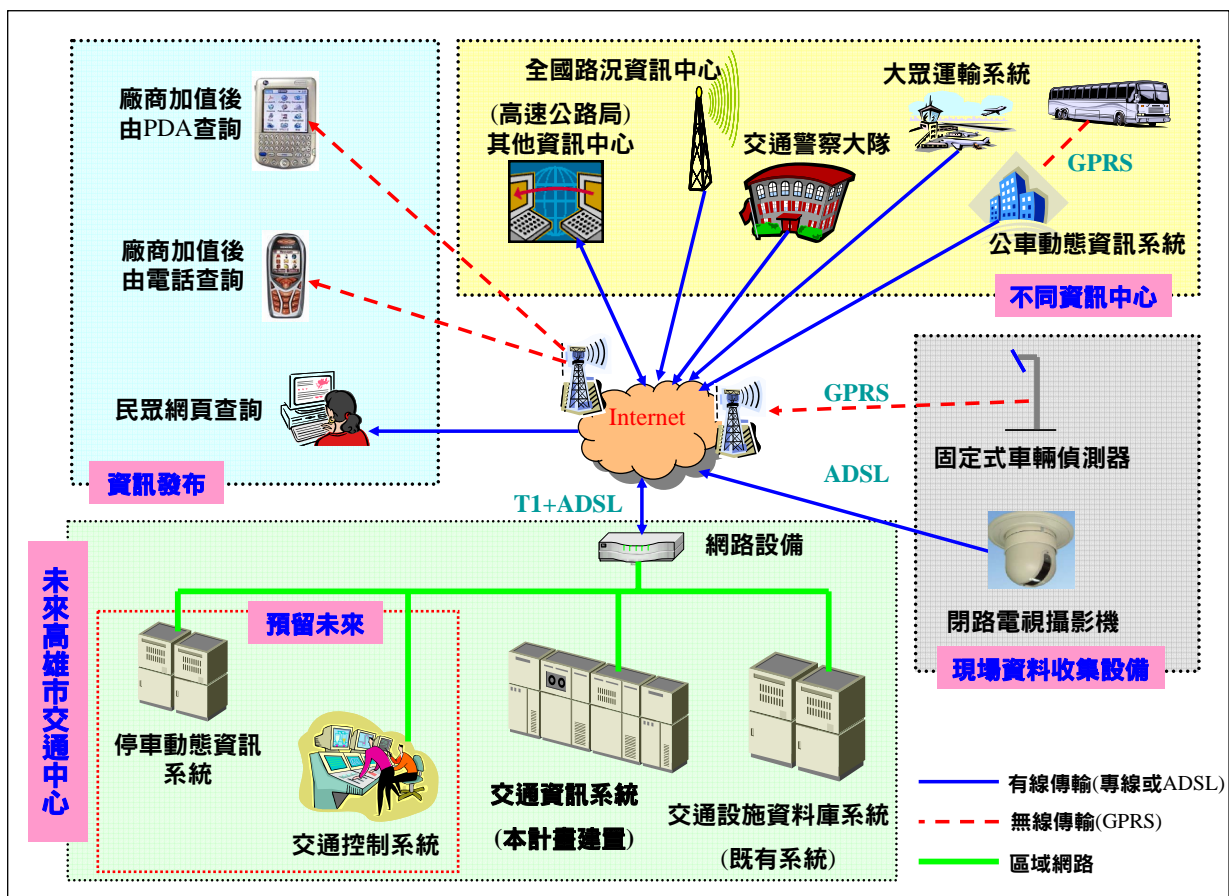 廠商加值後
由PDA查詢
廠商加值後
由電話查詢
民眾網頁查詢
資訊發布
全國路況資訊中心
(高速公路局)
其他資訊中心
交通警察大隊
大眾運輸系統
GPRS
公車動態資訊系統
不同資訊中心
Internet
GPRS
固定式車輛偵測器
ADSL
閉路電視攝影機
現場資料收集設備
T1+ADSL
網路設備
未來高雄市交通中心
預留未來
停車動態資訊
系統
交通控制系統
交通資訊系統
(本計畫建置)
交通設施資料庫系統
(既有系統)
有線傳輸(專線或ADSL)
無線傳輸(GPRS)
區域網路